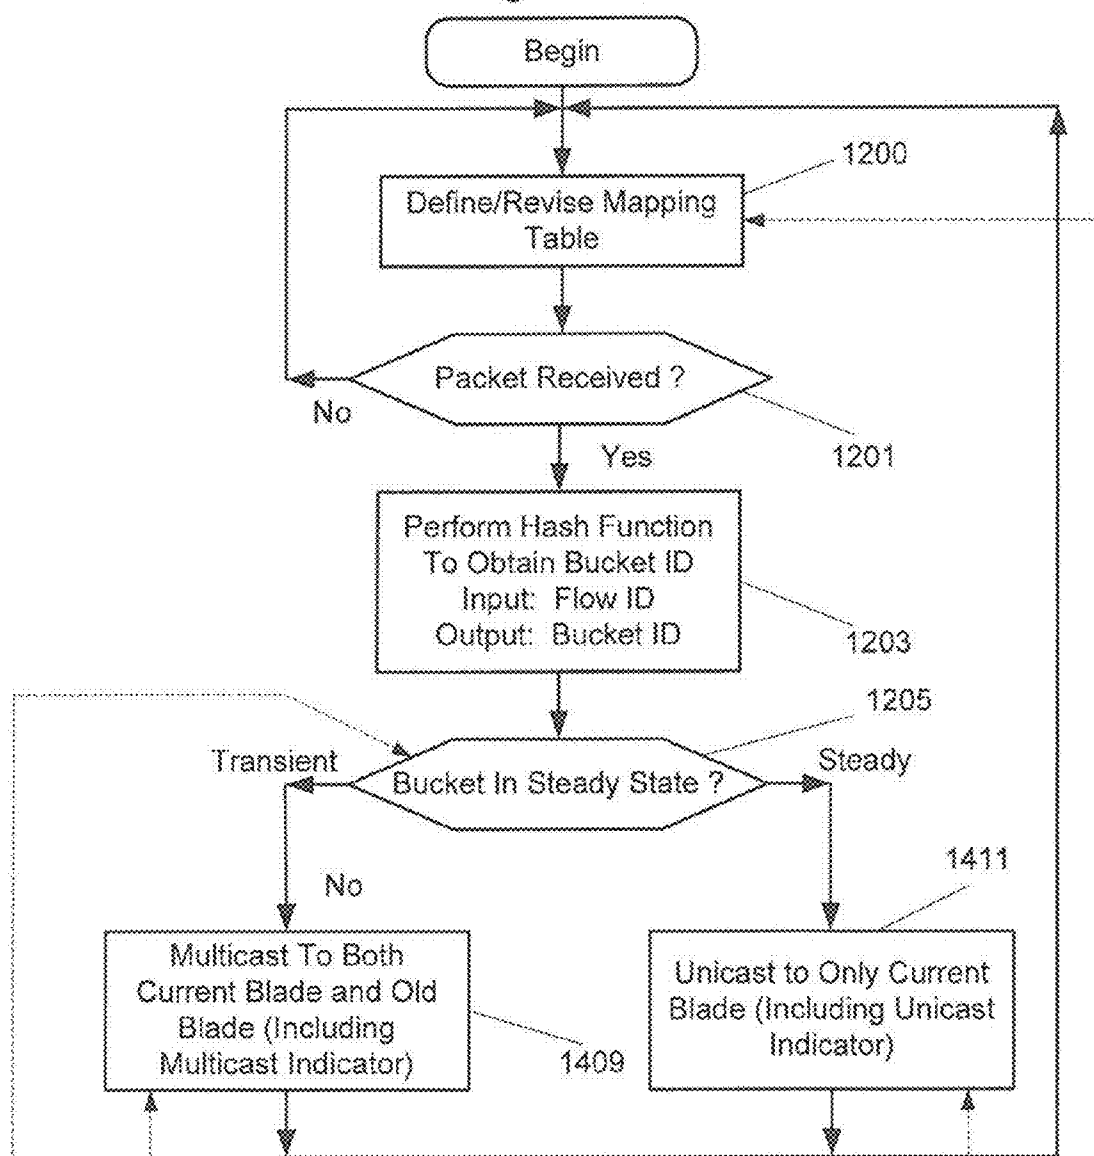 Begin
1200
Define/Revise Mapping
Table
Packet Received ?
No
Yes
1201
Perform Hash Function
To Obtain Bucket ID
Input: Flow ID
Output: Bucket ID
1203
1205
Transient
Bucket In Steady State ?
Steady
No
1411
Multicast To Both
Current Blade and Old
Blade (Including
Multicast Indicator)
1409
Unicast to Only Current
Blade (Including Unicast
Indicator)